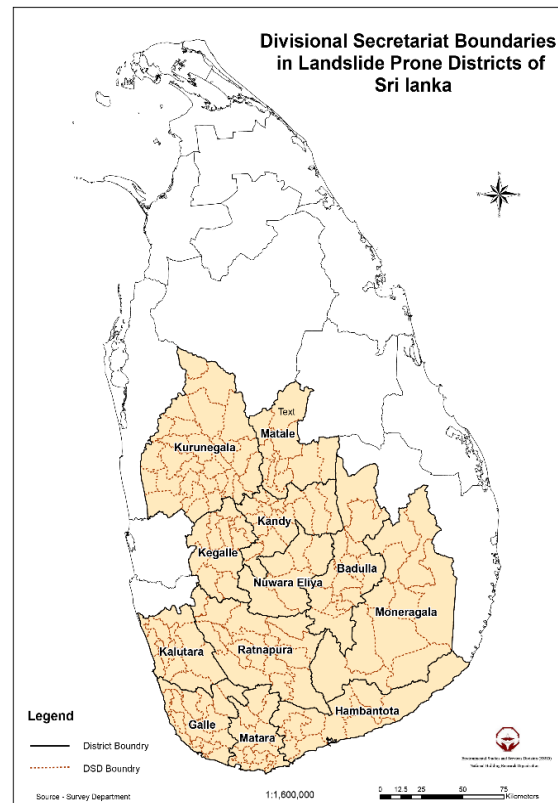 Divisional Secretariat Boundaries
in Landslide Prone Districts of
Sri lanka
Text
Kurunegala
Matale
Kandy
Kegalle
Nuwara Eliya
Badulla
Moneragala
Kalutara
Ratnapura
Hambantota
Galle
Matara
Legend
District Boundry
DSD Boundry
Source - Survey Department
1:1,600,000
0 12.5 25 50 75
Kilometers